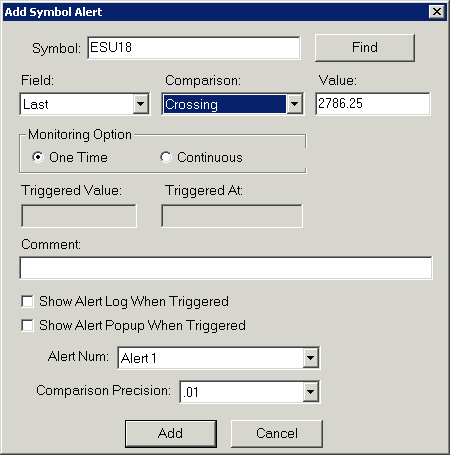 Add Symbol Alert
Symbol: ESU18 Find
Field: Comparison: Value:
Last Crossing 2786.25
Monitoring Option
One Time Continuous
Triggered Value: Triggered At:
Comment:
Show Alert Log When Triggered
Show Alert Popup When Triggered
Alert Num: Alert 1
Comparison Precision: .01
Add Cancel